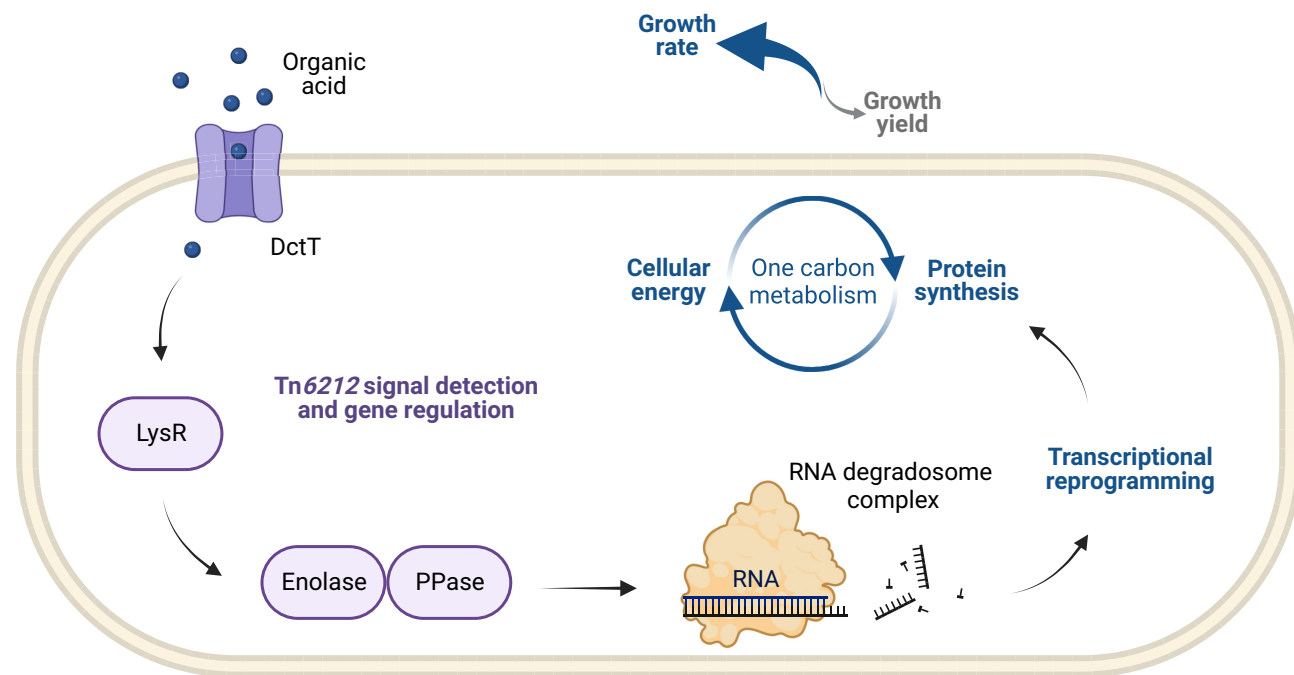 Growth
rate
Organic
acid
Growth
yield
DctT
Cellular
energy
One carbon
metabolism
Protein
synthesis
Tn6212 signal detection
and gene regulation
LysR
RNA degradosome
complex
Transcriptional
reprogramming
Enolase
PPase
RNA